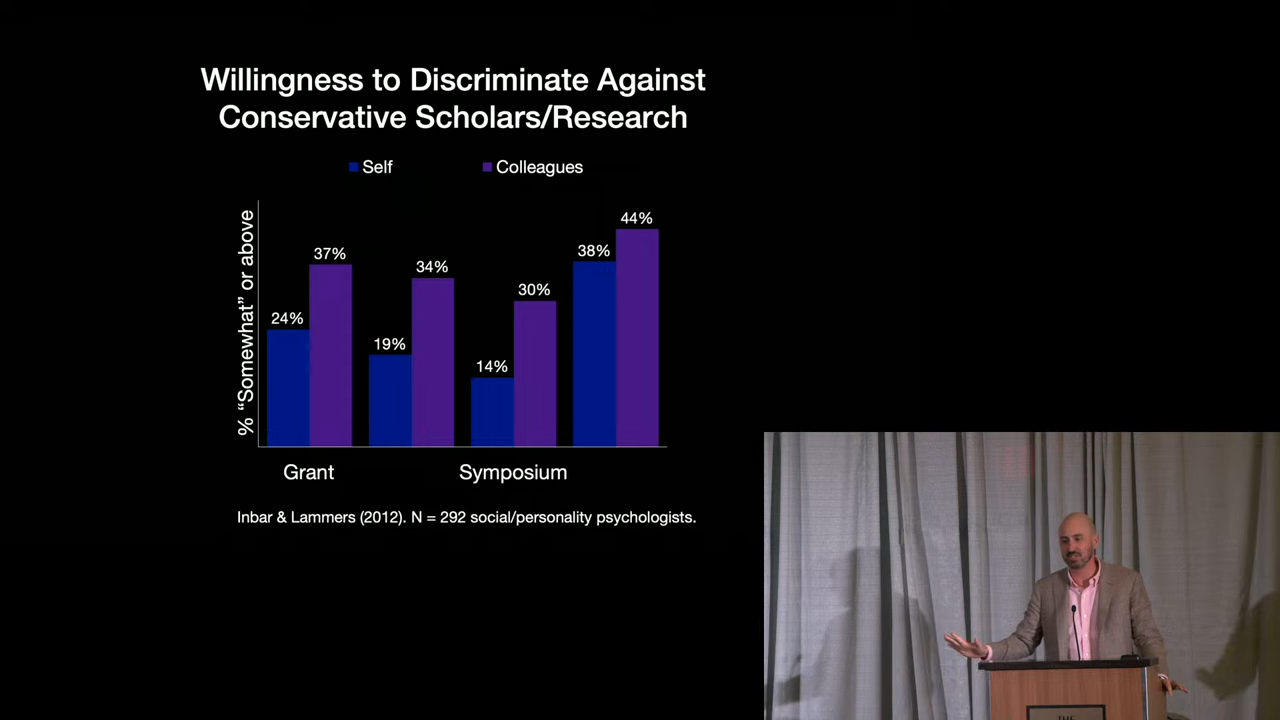 Willingness to Discriminate Against
Conservative Scholars/Research
Self
Colleagues
% “Somewhat” or above
24%
37%
19%
34%
14%
30%
38%
44%
Grant
Symposium
Inbar & Lammers (2012). N = 292 social/personality psychologists.
THE